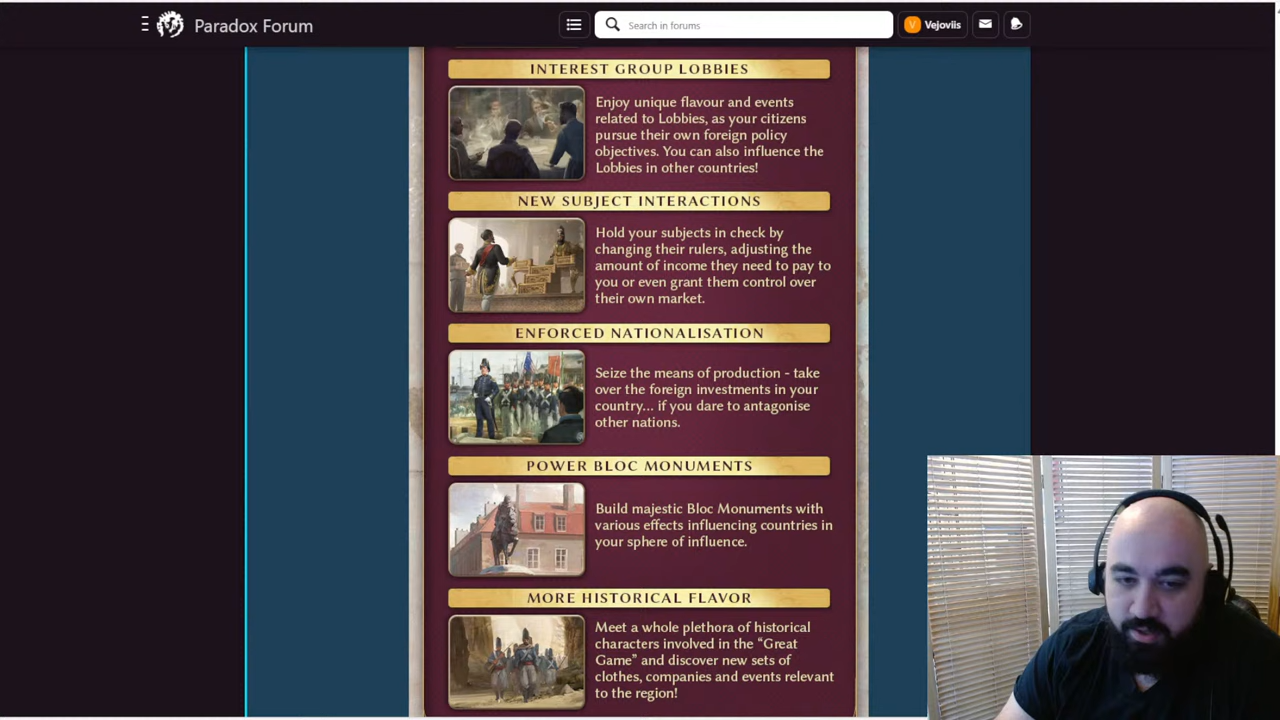 Paradox Forum
Search in forums
V
Vejoviis
INTEREST GROUP LOBBIES
Enjoy unique flavour and events
related to Lobbies, as your citizens
pursue their own foreign policy
objectives. You can also influence the
Lobbies in other countries!
NEW SUBJECT INTERACTIONS
Hold your subjects in check by
changing their rulers, adjusting the
amount of income they need to pay to
you or even grant them control over
their own market.
ENFORCED NATIONALISATION
Seize the means of production - take
over the foreign investments in your
country... if you dare to antagonise
other nations.
POWER BLOC MONUMENTS
Build majestic Bloc Monuments with
various effects influencing countries in
your sphere of influence.
MORE HISTORICAL FLAVOR
Meet a whole plethora of historical
characters involved in the “Great
Game” and discover new sets of
clothes, companies and events relevant
to the region!